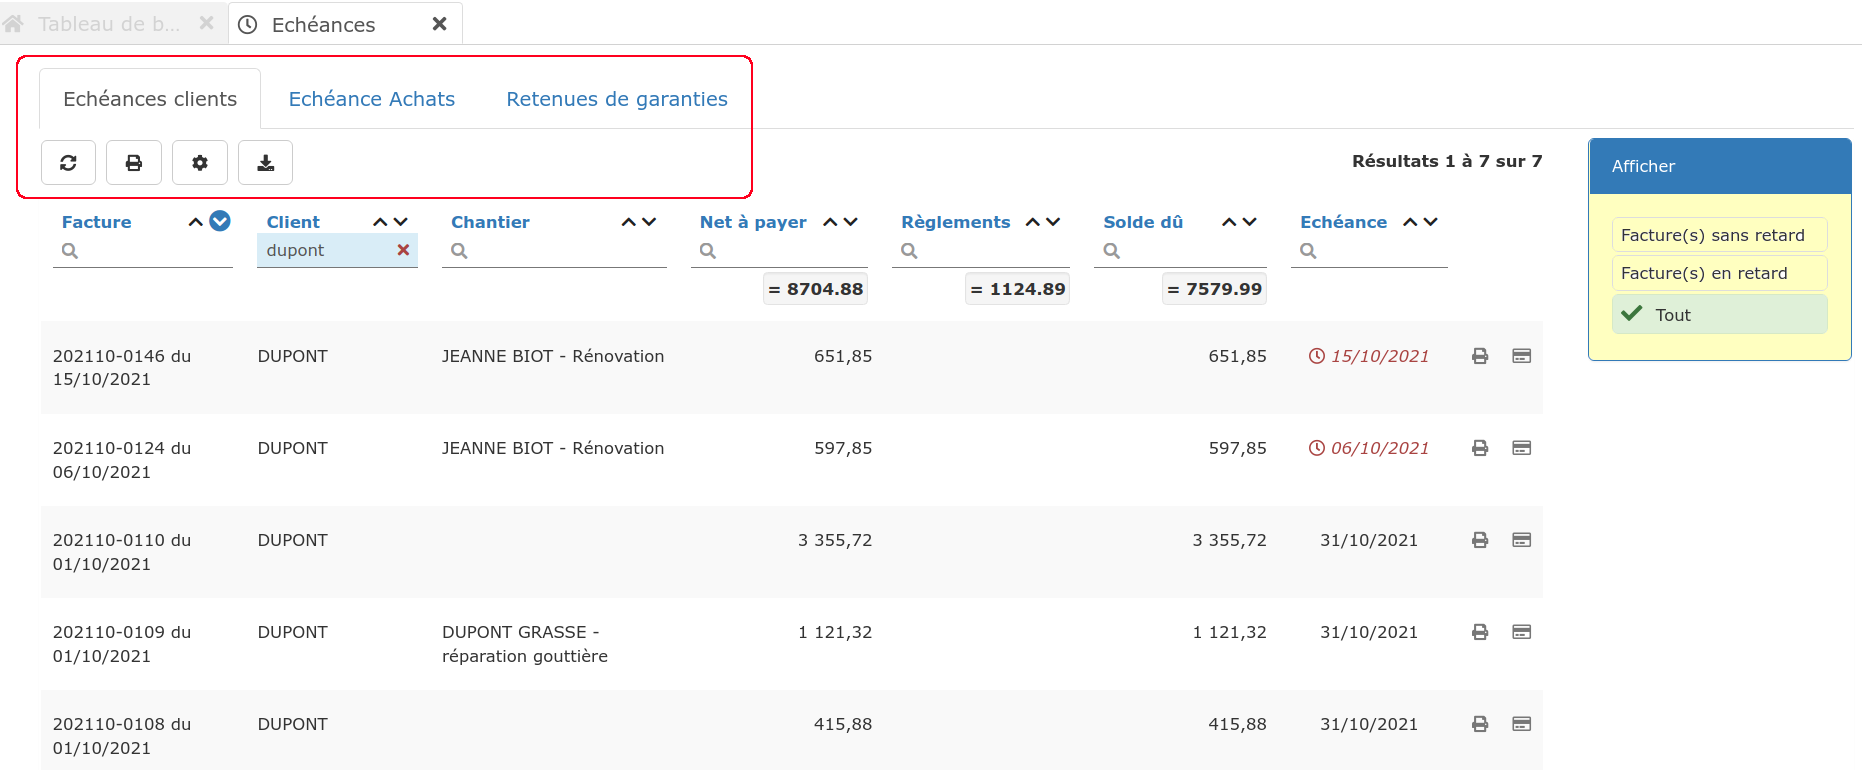 Tableau de b...
Echéances
Echéances clients Echéance Achats Retenues de garanties
Résultats 1 à 7 sur 7
Afficher
Facture(s) sans retard
Facture(s) en retard
Tout
Facture Client Chantier Net à payer Règlements Solde dû Echéance
dupont
= 8704.88 = 1124.89 = 7579.99
202110-0146 du DUPONT JEANNE BIOT - Rénovation 651,85 651,85 15/10/2021
15/10/2021
202110-0124 du DUPONT JEANNE BIOT - Rénovation 597,85 597,85 06/10/2021
06/10/2021
202110-0110 du DUPONT 3 355,72 3 355,72 31/10/2021
01/10/2021
202110-0109 du DUPONT DUPONT GRASSE - 1 121,32 1 121,32 31/10/2021
01/10/2021 réparation gouttière
202110-0108 du DUPONT 415,88 415,88 31/10/2021
01/10/2021